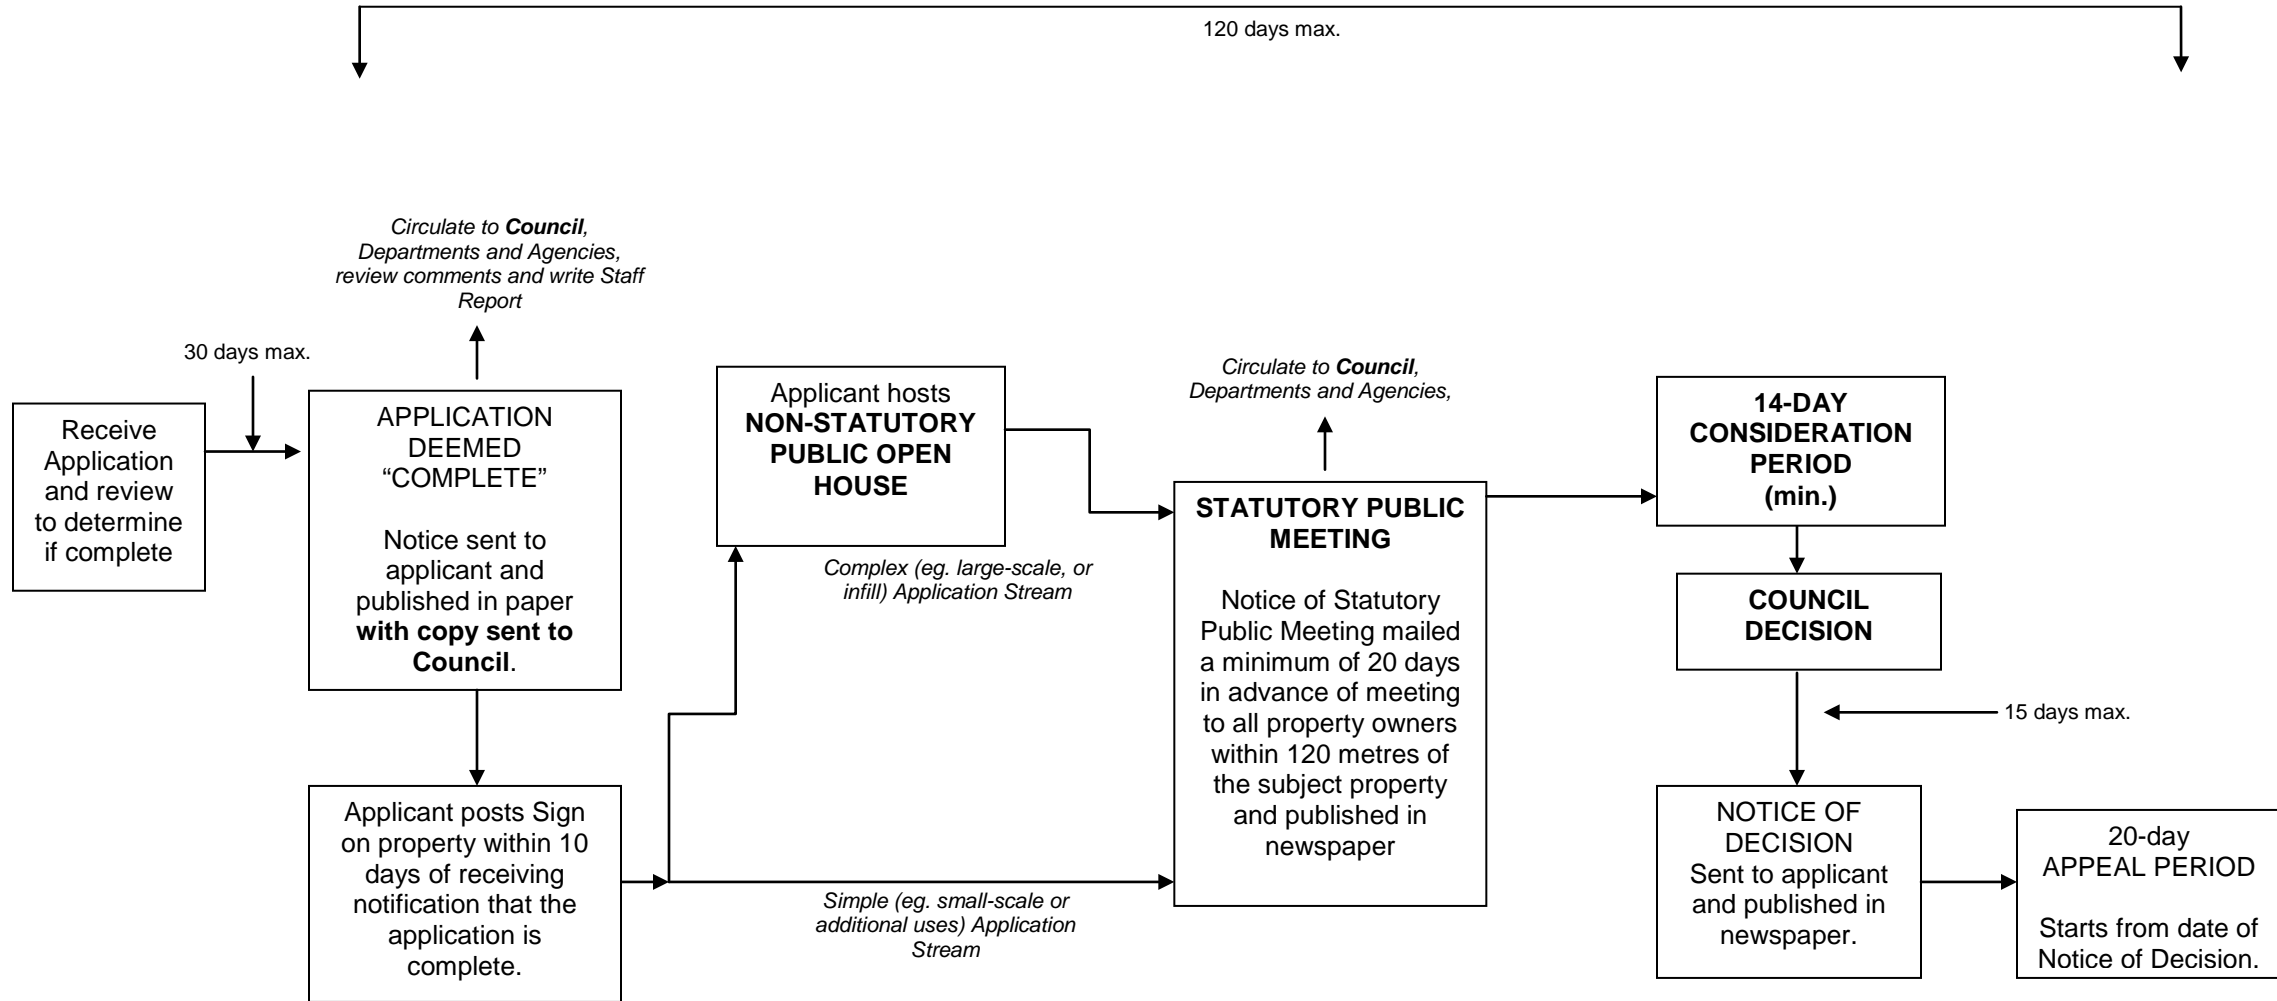 120 days max.
Circulate to Council,
Departments and Agencies,
review comments and write Staff
Report
30 days max.
Receive
Application
and review
to determine
if complete
APPLICATION
DEEMED
“COMPLETE”
Notice sent to
applicant and
published in paper
with copy sent to
Council.
Applicant posts Sign
on property within 10
days of receiving
notification that the
application is
complete.
Applicant hosts
NON-STATUTORY
PUBLIC OPEN
HOUSE
Complex (eg. large-scale, or
infill) Application Stream
Simple (eg. small-scale or
additional uses) Application
Stream
Circulate to Council,
Departments and Agencies,
STATUTORY PUBLIC
MEETING
Notice of Statutory
Public Meeting mailed
a minimum of 20 days
in advance of meeting
to all property owners
within 120 metres of
the subject property
and published in
newspaper
14-DAY
CONSIDERATION
PERIOD
(min.)
COUNCIL
DECISION
15 days max.
NOTICE OF
DECISION
Sent to applicant
and published in
newspaper.
20-day
APPEAL PERIOD
Starts from date of
Notice of Decision.